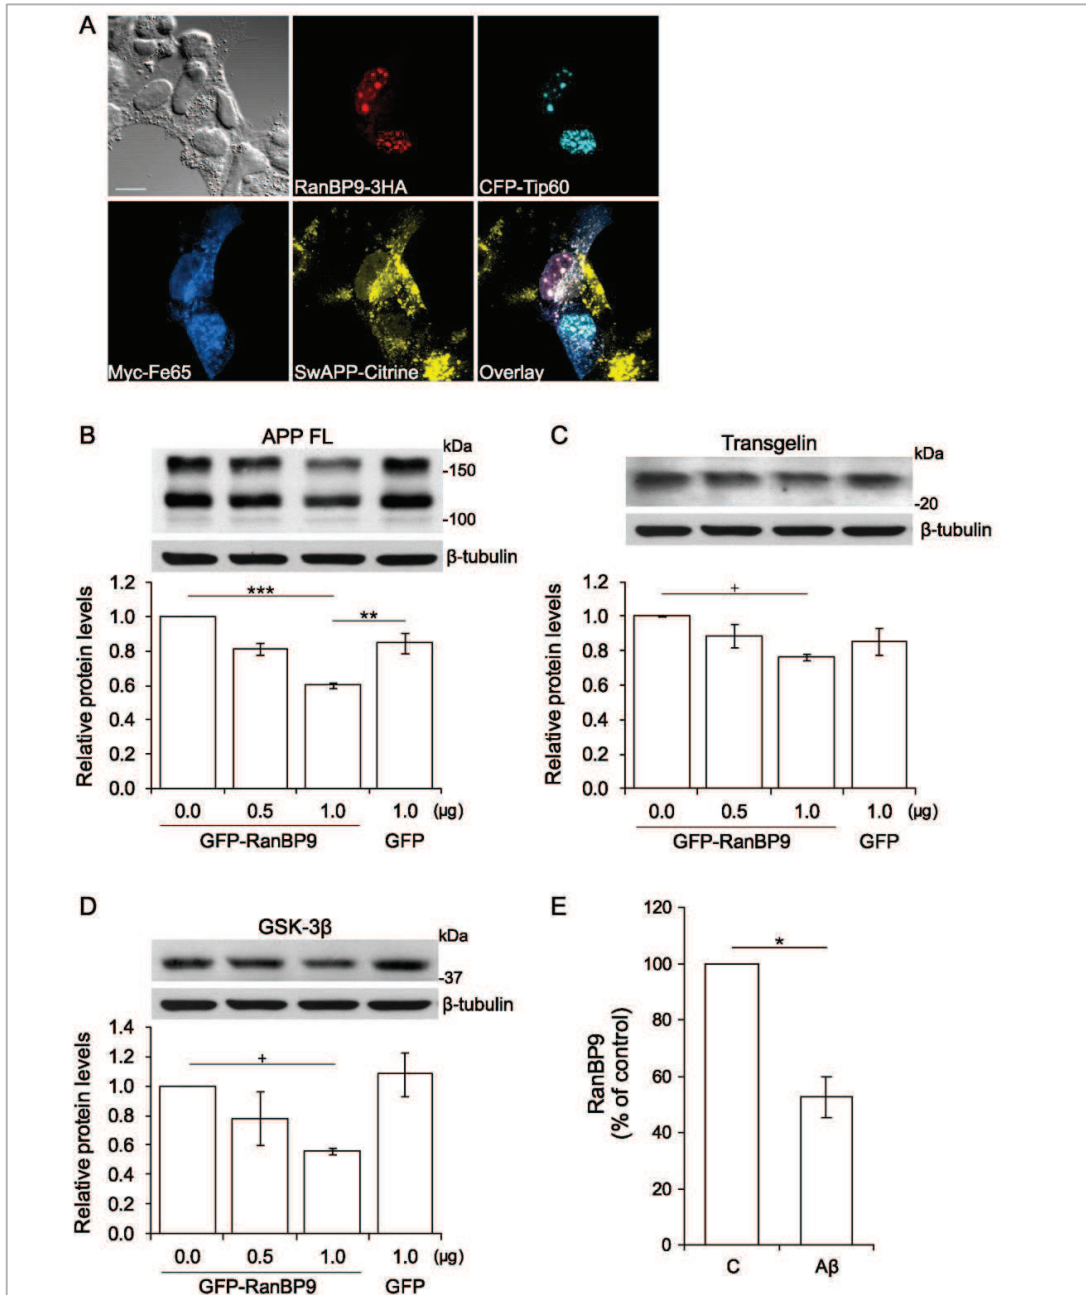 A
RanBP9-3HA
CFP-Tip60
Myc-Fe65
SwAPP-Citrine
Overlay
B
APP FL
kDa
-150
-100
β-tubulin
Relative protein levels
1.2
1.0
0.8
0.6
0.4
0.2
0.0
***
**
0.0 0.5 1.0 1.0 (µg)
GFP-RanBP9 GFP
C
Transgelin
kDa
-20
β-tubulin
Relative protein levels
1.2
1.0
0.8
0.6
0.4
0.2
0.0
+
0.0 0.5 1.0 1.0 (µg)
GFP-RanBP9 GFP
D
GSK-3β
kDa
-37
β-tubulin
Relative protein levels
1.4
1.2
1.0
0.8
0.6
0.4
0.2
0.0
+
0.0 0.5 1.0 1.0 (µg)
GFP-RanBP9 GFP
E
RanBP9
(% of control)
120
100
80
60
40
20
0
*
C Aβ